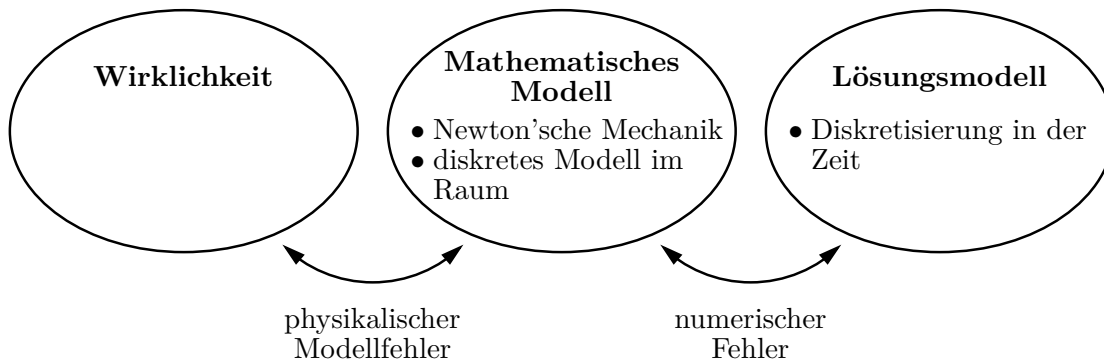 Wirklichkeit
Mathematisches
Modell
• Newton'sche Mechanik
• diskretes Modell im
Raum
Lösungsmodell
• Diskretisierung in der
Zeit
physikalischer
Modellfehler
numerischer
Fehler